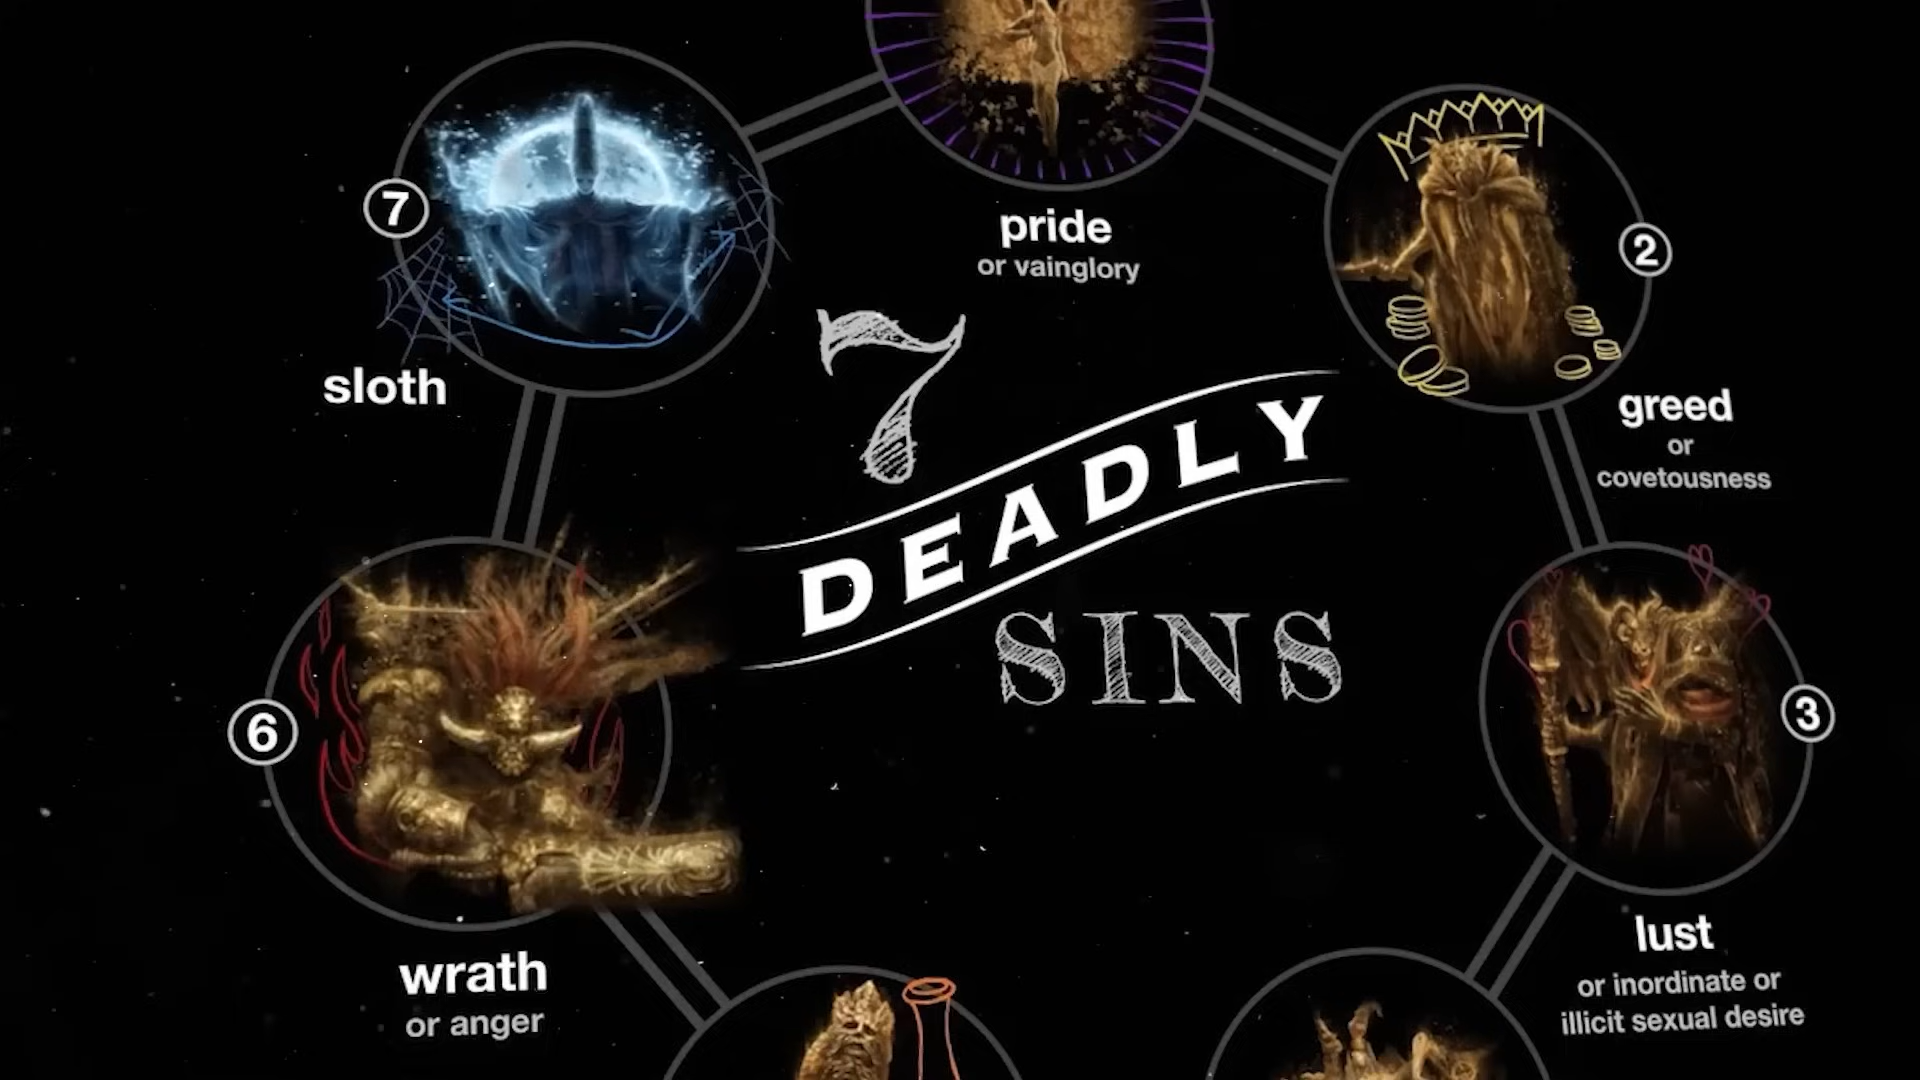 pride
or vainglory
7
sloth
2
greed
or
covetousness
7
DEADLY
SINS
6
wrath
or anger
3
lust
or inordinate or
illicit sexual desire